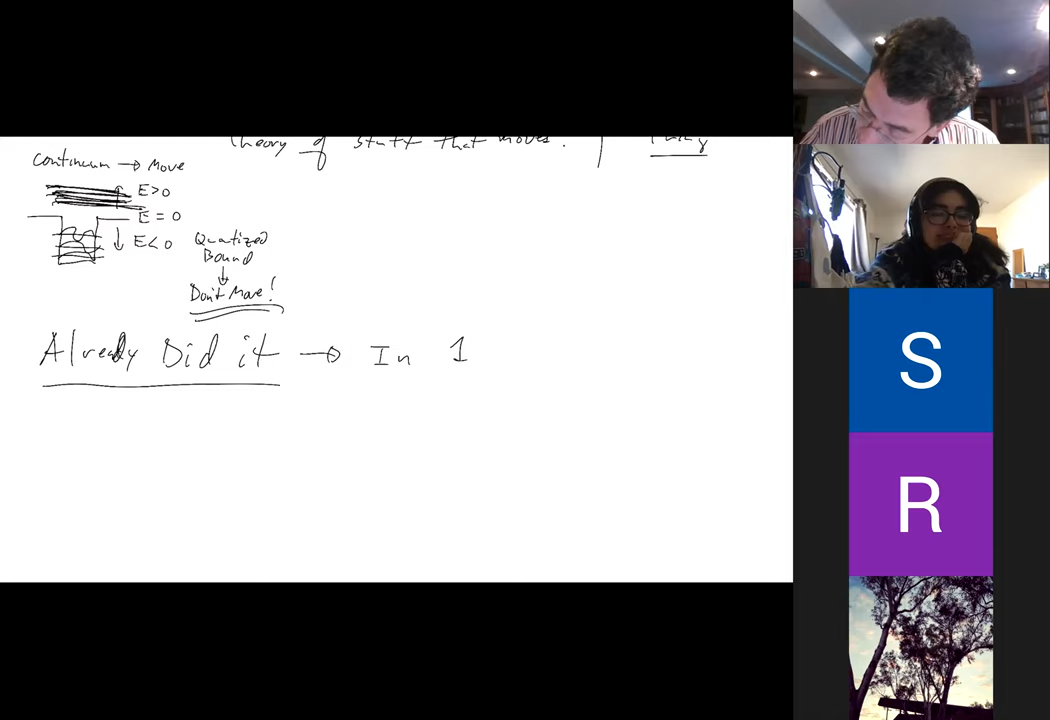 Theory of stuff that moves. | Thing
Continuum → Move
E>0
E=0
E<0
Quatized
Bound
↓
Don't Move!
Already Did it → In 1
S
R